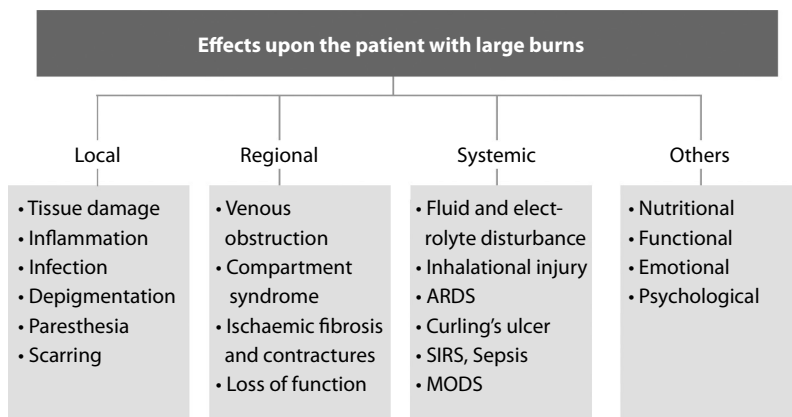 Effects upon the patient with large burns
Local
• Tissue damage
• Inflammation
• Infection
• Depigmentation
• Paresthesia
• Scarring
Regional
• Venous
obstruction
• Compartment
syndrome
• Ischaemic fibrosis
and contractures
• Loss of function
Systemic
• Fluid and elect-
rolyte disturbance
• Inhalational injury
• ARDS
• Curling's ulcer
• SIRS, Sepsis
• MODS
Others
• Nutritional
• Functional
• Emotional
• Psychological